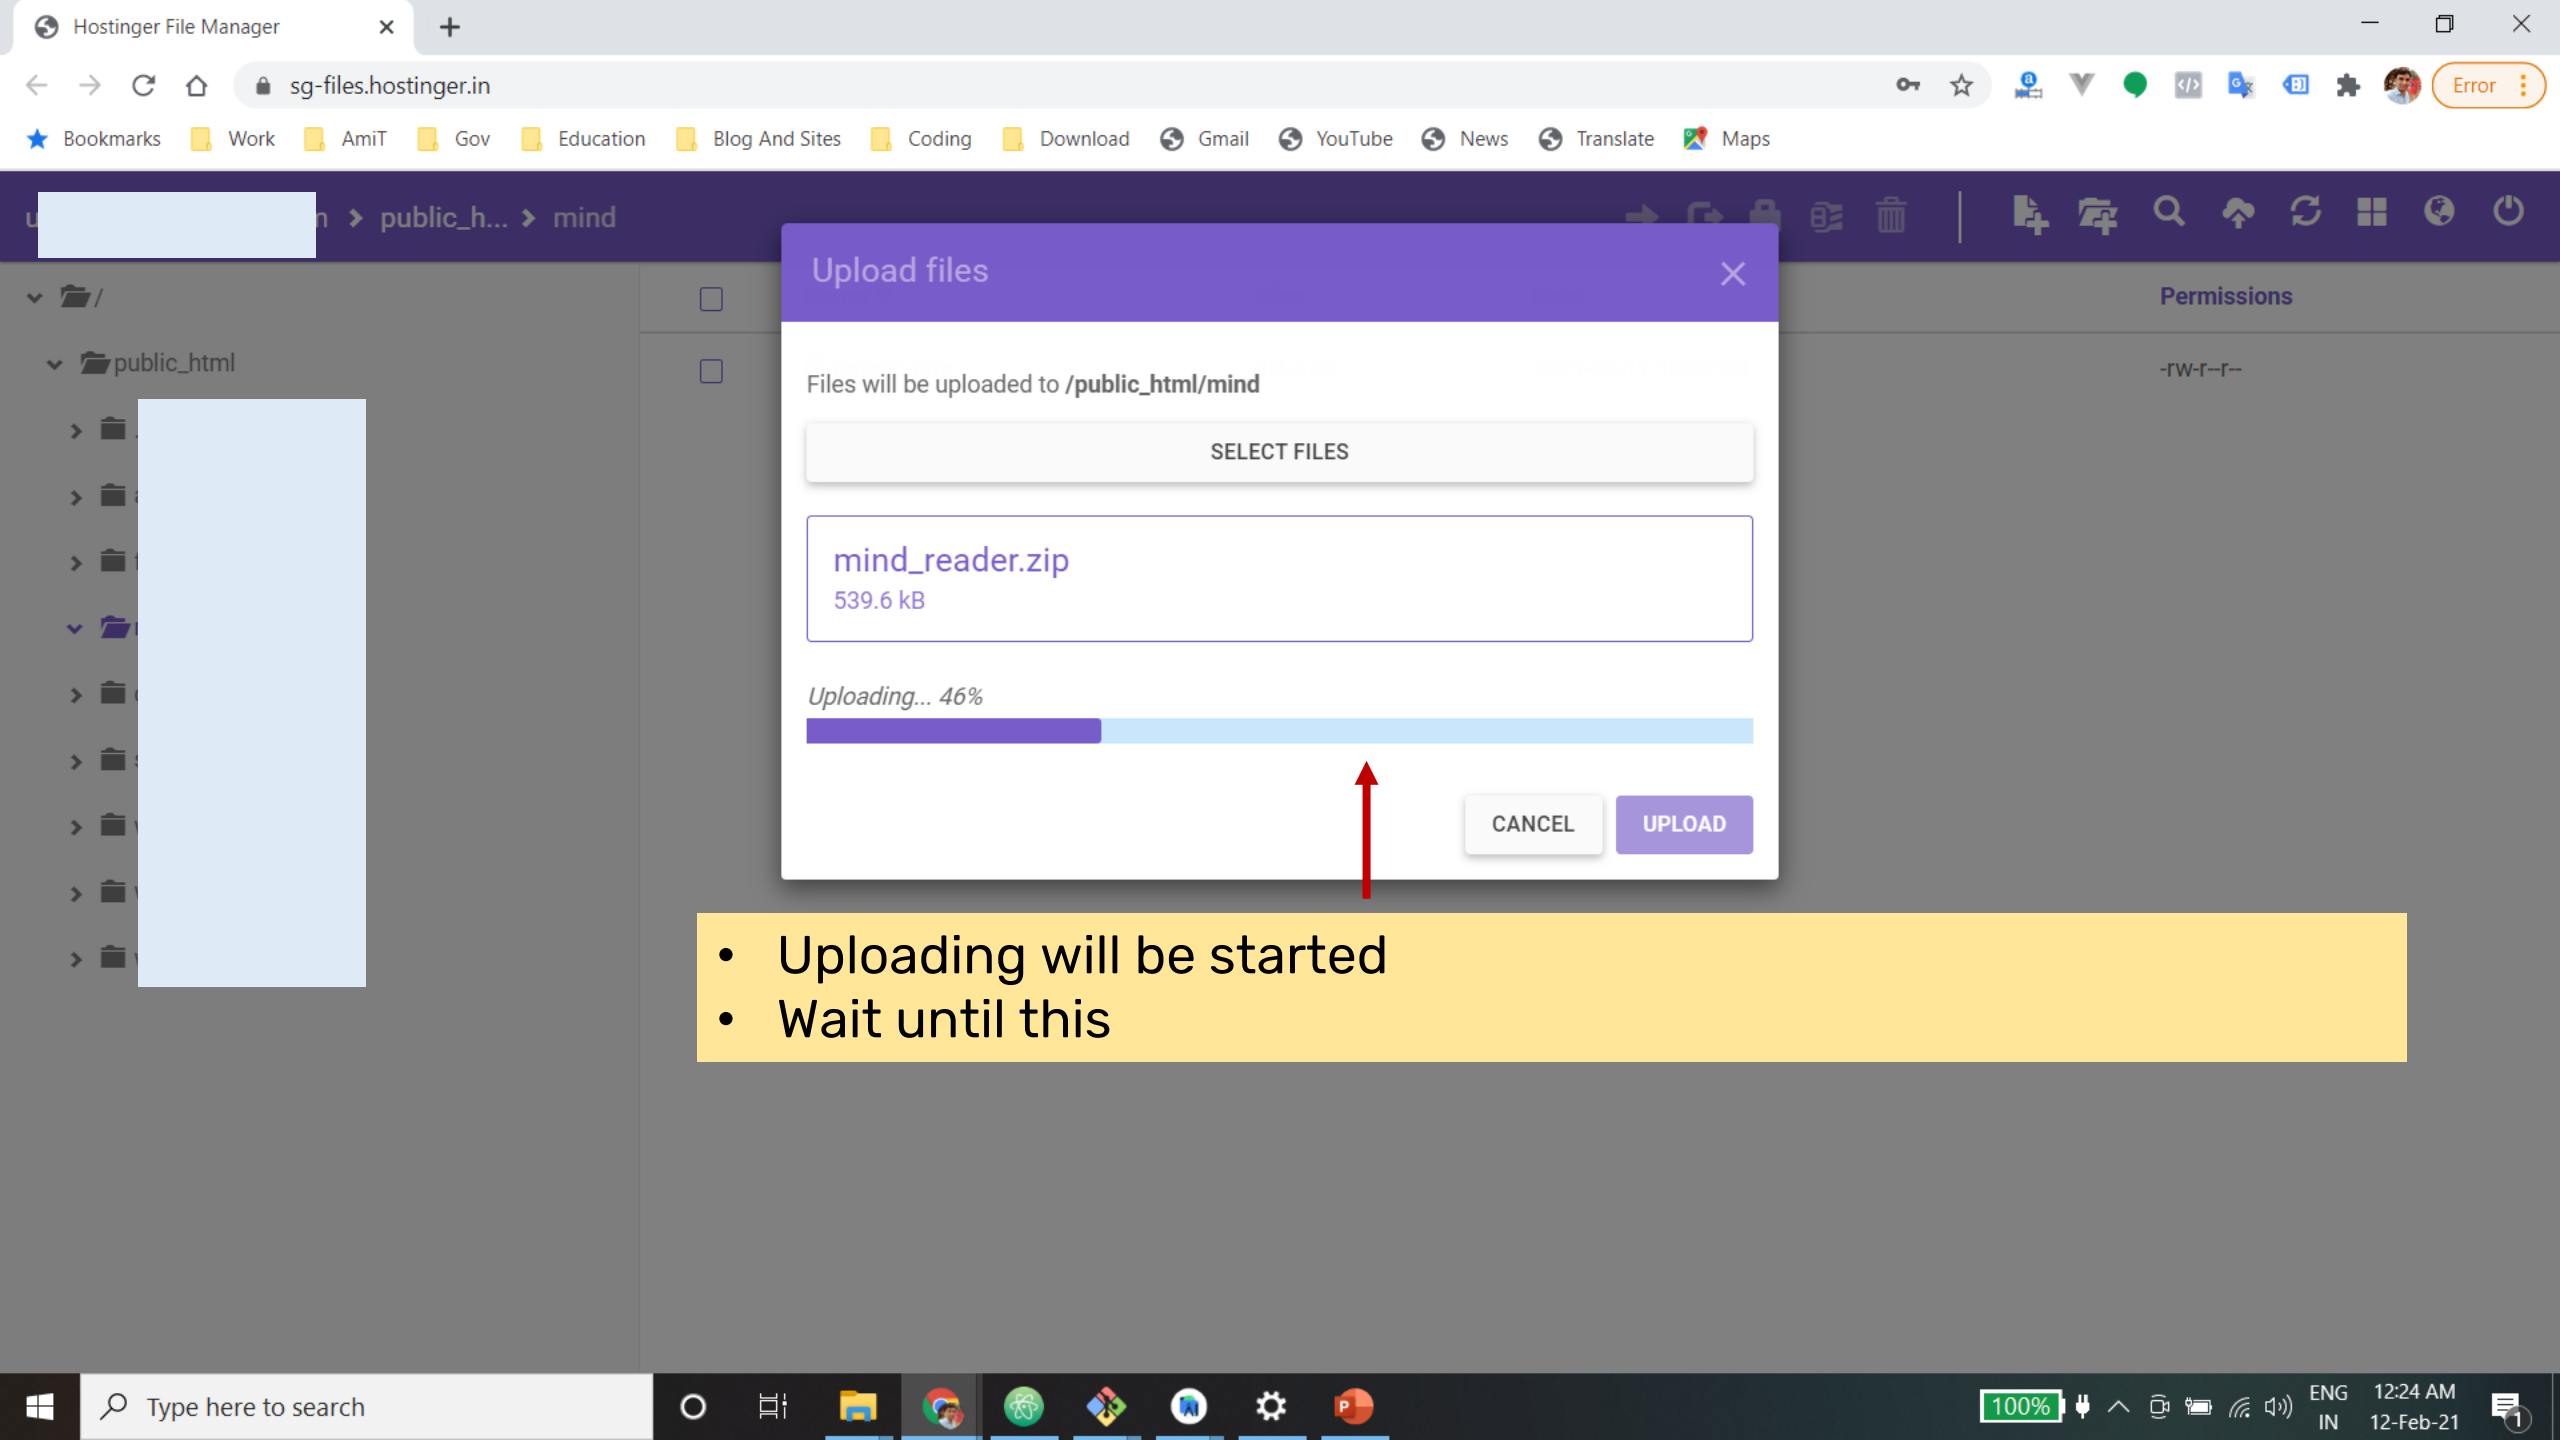 Hostinger File Manager
sg-files.hostinger.in
Error
Bookmarks Work AmiT Gov Education Blog And Sites Coding Download Gmail YouTube News Translate Maps
public_h... mind
Upload files
/
Permissions
public_html
-rw-r--r--
Files will be uploaded to /public_html/mind
SELECT FILES
mind_reader.zip
539.6 kB
Uploading... 46%
CANCEL UPLOAD
• Uploading will be started
• Wait until this
Type here to search
100%
ENG
IN
12:24 AM
12-Feb-21
1